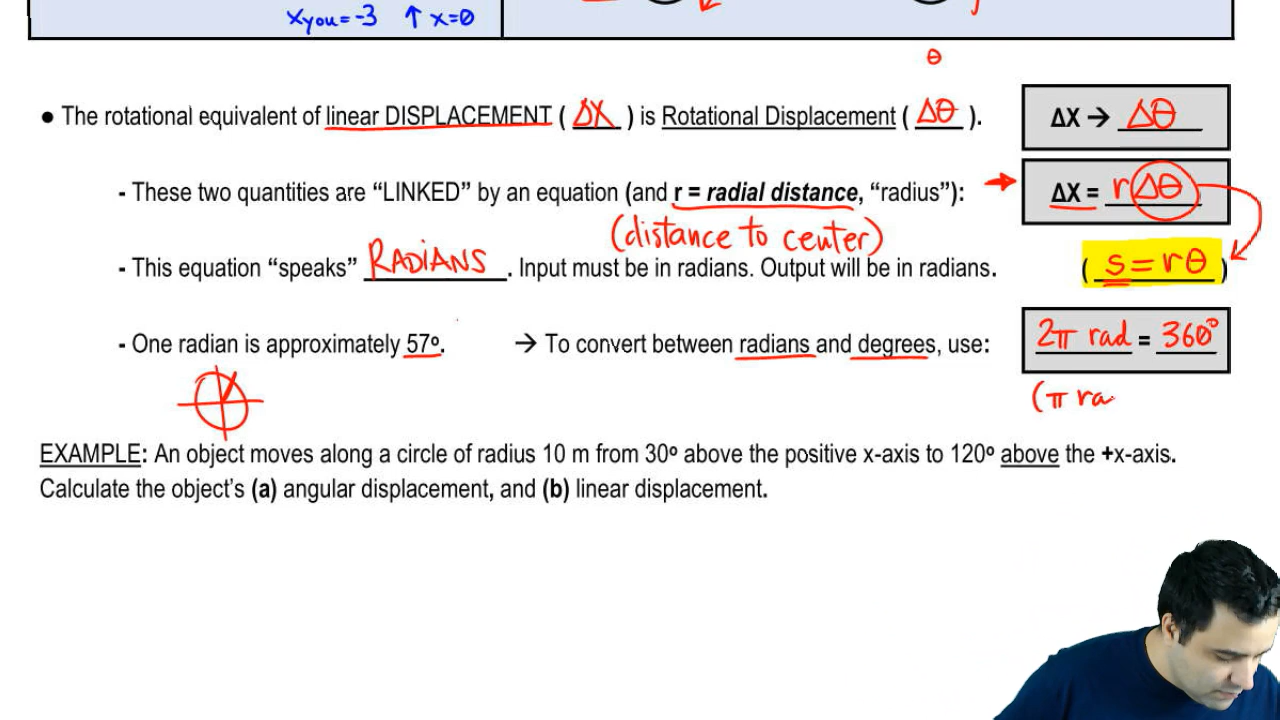 Xyou=-3 ↑ x=0
θ
● The rotational equivalent of linear DISPLACEMENT ( ΔX ) is Rotational Displacement ( Δθ ).
ΔX → Δθ
- These two quantities are “LINKED” by an equation (and r = radial distance, “radius”):
ΔX = rΔθ
(distance to center)
- This equation “speaks” RADIANS. Input must be in radians. Output will be in radians.
( s=rθ )
- One radian is approximately 57º. → To convert between radians and degrees, use:
2π rad = 360°
(π ra
EXAMPLE: An object moves along a circle of radius 10 m from 30º above the positive x-axis to 120º above the +x-axis.
Calculate the object’s (a) angular displacement, and (b) linear displacement.